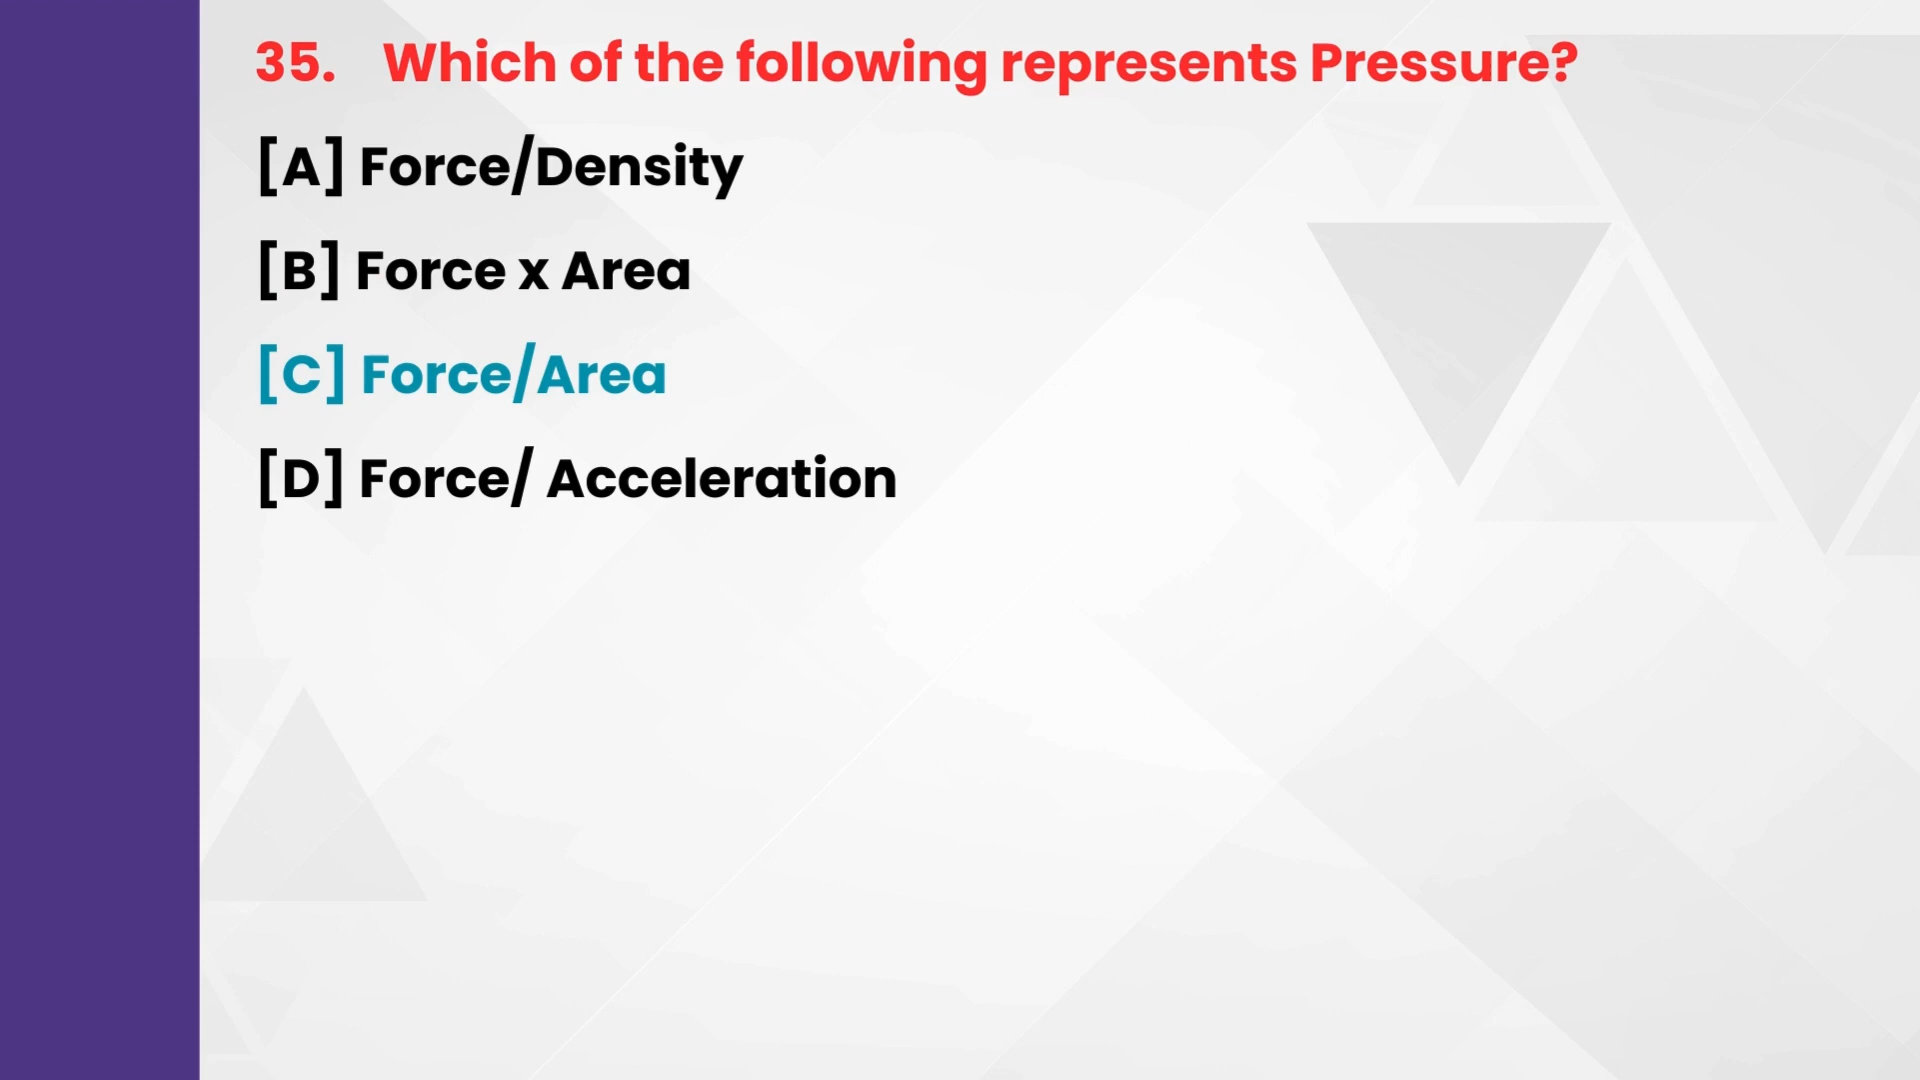 35. Which of the following represents Pressure?
[A] Force/Density
[B] Force x Area
[C] Force/Area
[D] Force/ Acceleration